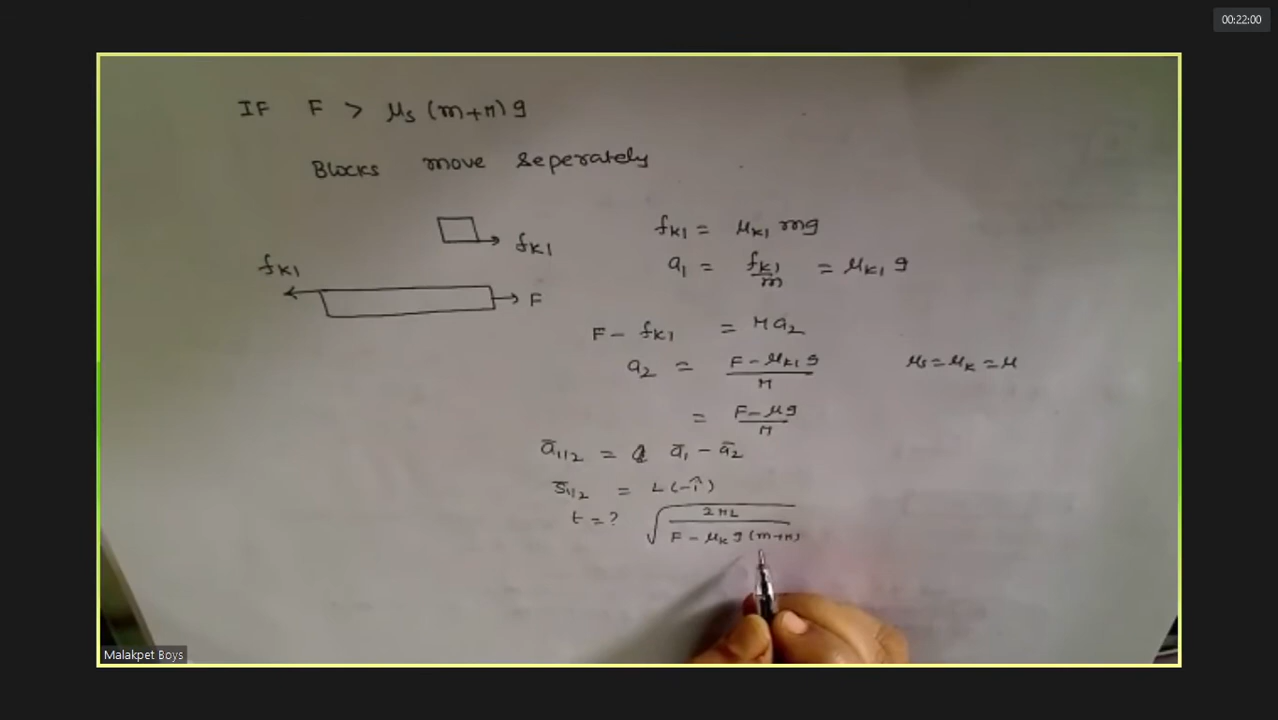 00:22:00
IF F > μs (m+M) g
Blocks move seperately
fk1 = μk1 mg
fk1
fk1
a1 = fk1/m = μk1 g
F
F - fk1 = Ma2
a2 = F - μk1 g/M
μs = μk = μ
= F - μg/M
ā1/2 = ā1 - ā2
s̄1/2 = L(-î)
t = ? √2ML/F - μk g (m+M)
Malakpet Boys